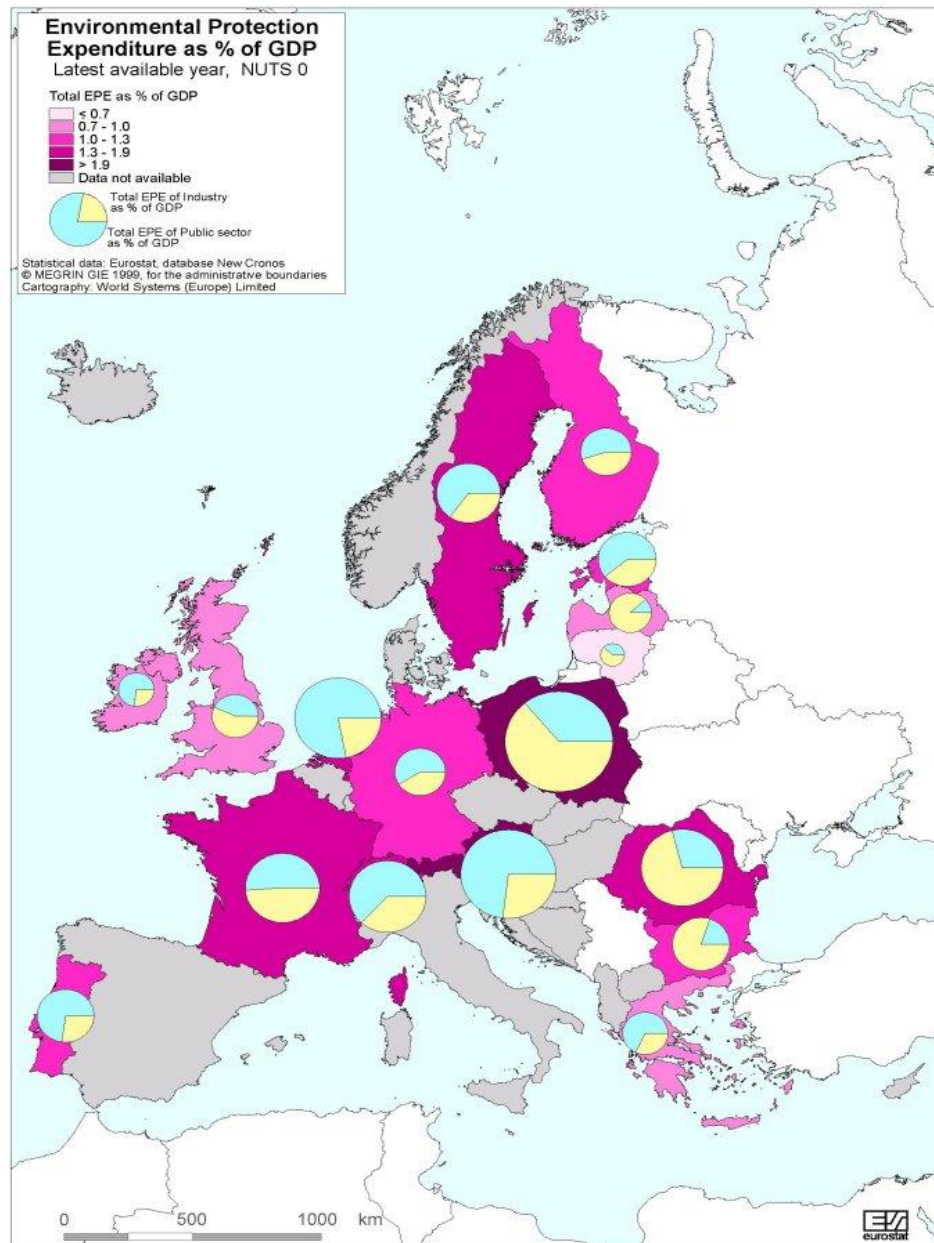 Environmental Protection
Expenditure as % of GDP
Latest available year, NUTS 0
Total EPE as % of GDP
≤ 0.7
0.7 - 1.0
1.0 - 1.3
1.3 - 1.9
> 1.9
Data not available
Total EPE of Industry
as % of GDP
Total EPE of Public sector
as % of GDP
Statistical data: Eurostat, database New Cronos
© MEGRIN GIE 1999, for the administrative boundaries
Cartography: World Systems (Europe) Limited
0 500 1000 km
eurostat